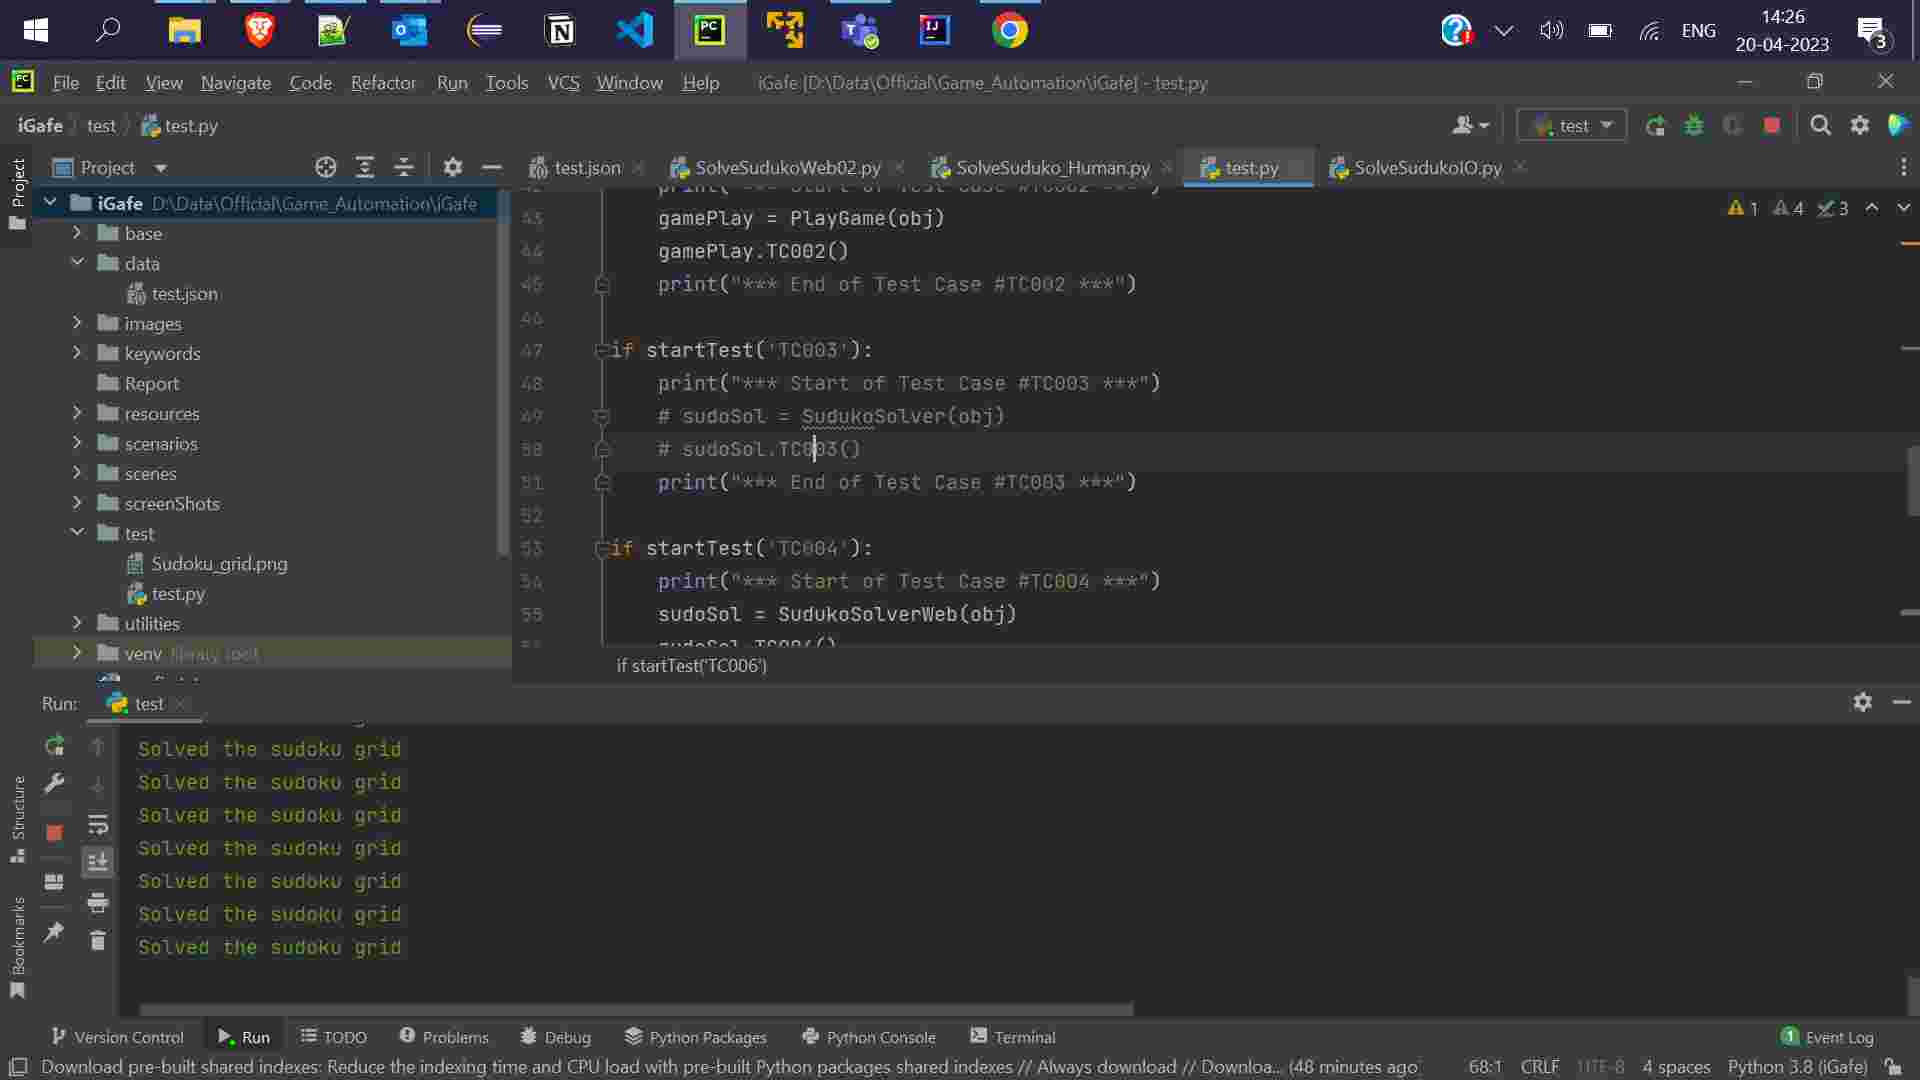 ENG
14:26
20-04-2023
3
File Edit View Navigate Code Refactor Run Tools VCS Window Help iGafe [D:\Data\Official\Game_Automation\iGafe] - test.py
iGafe test test.py
test
Project
test.json
SolveSudukoWeb02.py
SolveSuduko_Human.py
test.py
SolveSudukoIO.py
Project
iGafe D:\Data\Official\Game_Automation\iGafe
base
data
test.json
images
keywords
Report
resources
scenarios
scenes
screenShots
test
Sudoku_grid.png
test.py
utilities
venv library root
1 4 3
42 print("*** Start of Test Case #TC002 ***")
43 gamePlay = PlayGame(obj)
44 gamePlay.TC002()
45 print("*** End of Test Case #TC002 ***")
46
47 if startTest('TC003'):
48 print("*** Start of Test Case #TC003 ***")
49 # sudoSol = SudukoSolver(obj)
50 # sudoSol.TC003()
51 print("*** End of Test Case #TC003 ***")
52
53 if startTest('TC004'):
54 print("*** Start of Test Case #TC004 ***")
55 sudoSol = SudukoSolverWeb(obj)
sudoSol.TC004()
if startTest('TC006')
Run: test
Solved the sudoku grid
Solved the sudoku grid
Solved the sudoku grid
Solved the sudoku grid
Solved the sudoku grid
Solved the sudoku grid
Solved the sudoku grid
Structure
Bookmarks
Version Control Run TODO Problems Debug Python Packages Python Console Terminal
1 Event Log
Download pre-built shared indexes: Reduce the indexing time and CPU load with pre-built Python packages shared indexes // Always download // Downloa... (48 minutes ago) 68:1 CRLF UTF-8 4 spaces Python 3.8 (iGafe)